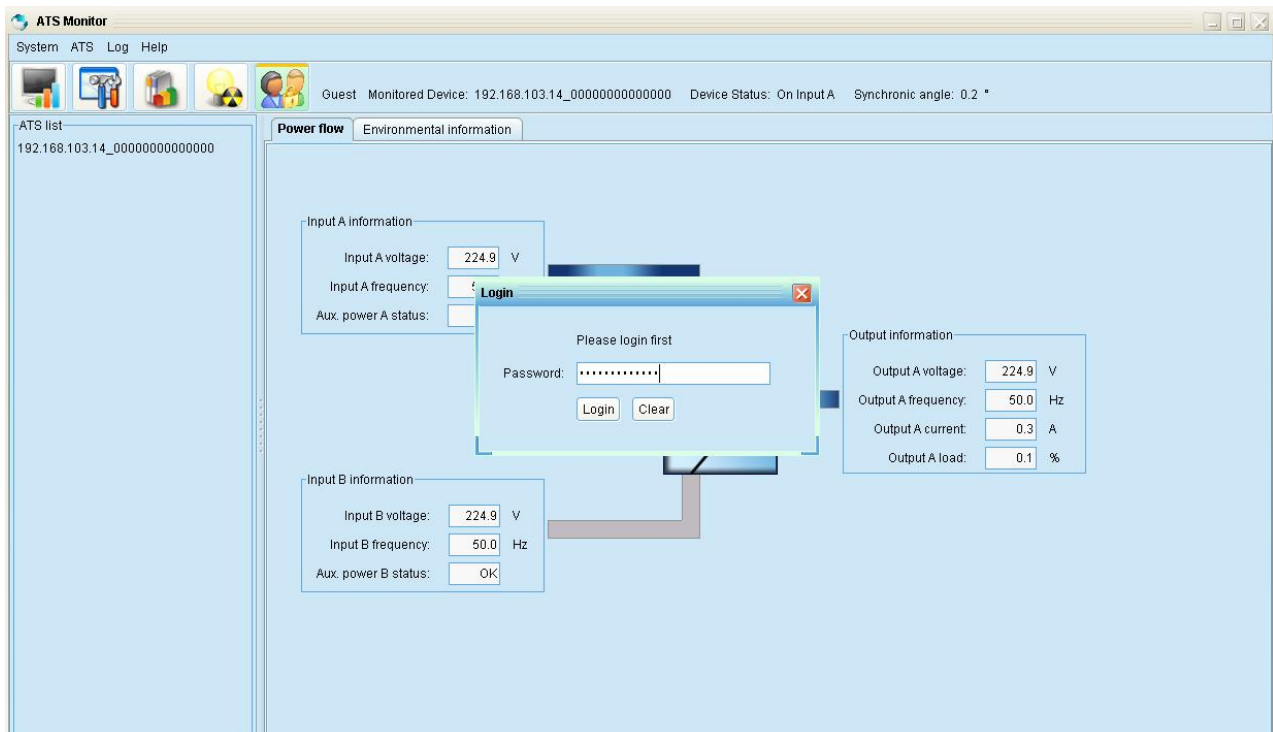 ATS Monitor
System ATS Log Help
Guest Monitored Device: 192.168.103.14_00000000000000 Device Status: On Input A Synchronic angle: 0.2 °
ATS list
192.168.103.14_00000000000000
Power flow Environmental information
Input A information
Input A voltage: 224.9 V
Input A frequency:
Aux. power A status:
Login
Please login first
Password: •••••••••••••
Login Clear
Output information
Output A voltage: 224.9 V
Output A frequency: 50.0 Hz
Output A current: 0.3 A
Output A load: 0.1 %
Input B information
Input B voltage: 224.9 V
Input B frequency: 50.0 Hz
Aux. power B status: OK